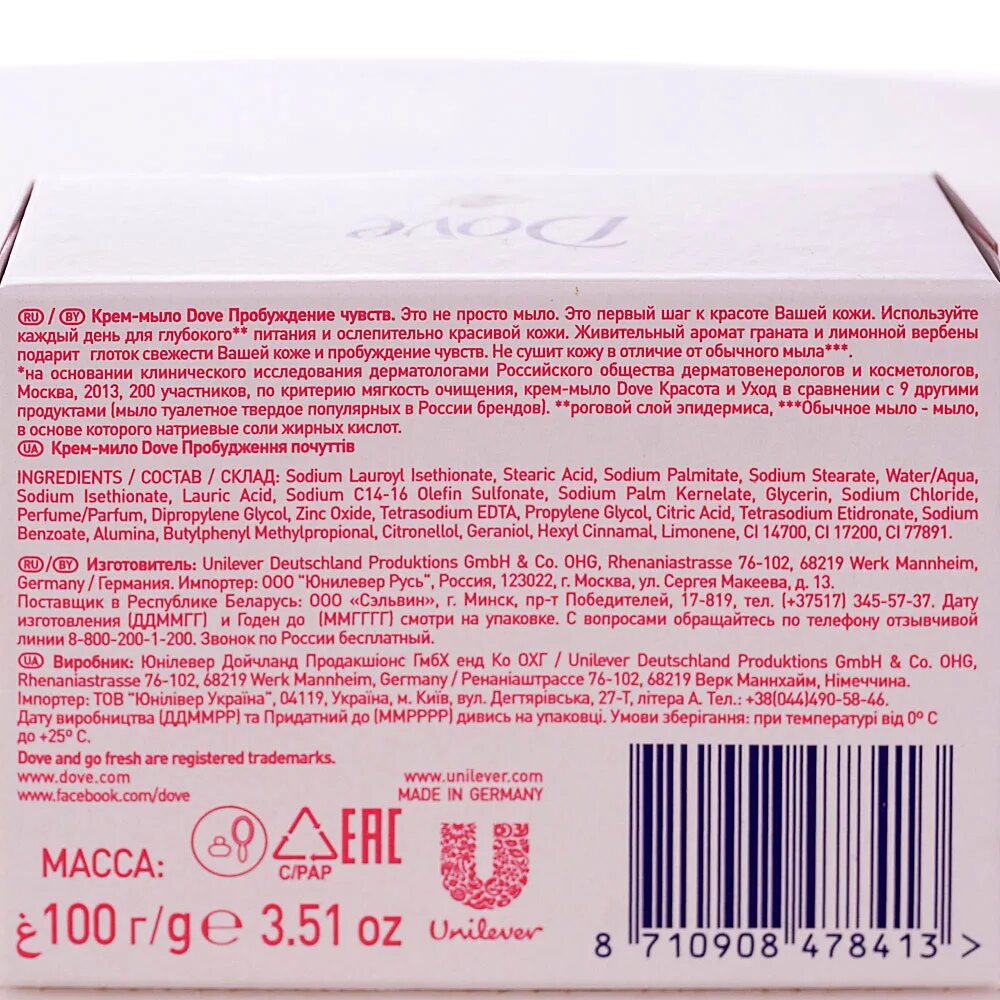 Dove
RU / BY Крем-мыло Dove Пробуждение чувств. Это не просто мыло. Это первый шаг к красоте Вашей кожи. Используйте
каждый день для глубокого** питания и ослепительно красивой кожи. Живительный аромат граната и лимонной вербены
подарит глоток свежести Вашей коже и пробуждение чувств. Не сушит кожу в отличие от обычного мыла***.
*на основании клинического исследования дерматологами Российского общества дерматовенерологов и косметологов,
Москва, 2013, 200 участников, по критерию мягкость очищения, крем-мыло Dove Красота и Уход в сравнении с 9 другими
продуктами (мыло туалетное твердое популярных в России брендов). **роговой слой эпидермиса, ***Обычное мыло - мыло,
в основе которого натриевые соли жирных кислот.
UA Крем-мило Dove Пробудження почуттів
INGREDIENTS / СОСТАВ / СКЛАД: Sodium Lauroyl Isethionate, Stearic Acid, Sodium Palmitate, Sodium Stearate, Water/Aqua,
Sodium Isethionate, Lauric Acid, Sodium C14-16 Olefin Sulfonate, Sodium Palm Kernelate, Glycerin, Sodium Chloride,
Perfume/Parfum, Dipropylene Glycol, Zinc Oxide, Tetrasodium EDTA, Propylene Glycol, Citric Acid, Tetrasodium Etidronate, Sodium
Benzoate, Alumina, Butylphenyl Methylpropional, Citronellol, Geraniol, Hexyl Cinnamal, Limonene, CI 14700, CI 17200, CI 77891.
RU/BY Изготовитель: Unilever Deutschland Produktions GmbH & Co. OHG, Rhenaniastrasse 76-102, 68219 Werk Mannheim,
Germany / Германия. Импортер: ООО "Юнилевер Русь", Россия, 123022, г. Москва, ул. Сергея Макеева, д. 13.
Поставщик в Республике Беларусь: ООО «Сэльвин», г. Минск, пр-т Победителей, 17-819, тел. (+37517) 345-57-37. Дату
изготовления (ДДММГГ) и Годен до (ММГГГГ) смотри на упаковке. С вопросами обращайтесь по телефону отзывчивой
линии 8-800-200-1-200. Звонок по России бесплатный.
UA Виробник: Юнілевер Дойчланд Продакшіонс ГмбХ енд Ко ОХГ / Unilever Deutschland Produktions GmbH & Co. OHG,
Rhenaniastrasse 76-102, 68219 Werk Mannheim, Germany / Ренаніаштрассе 76-102, 68219 Верк Маннхайм, Німеччина.
Імпортер: ТОВ "Юнілівер Україна", 04119, Україна, м. Київ, вул. Дегтярівська, 27-Т, літера А. Тел.: +38(044)490-58-46.
Дату виробництва (ДДММРР) та Придатний до (ММРРРР) дивись на упаковці. Умови зберігання: при температурі від 0° С
до +25° С.
Dove and go fresh are registered trademarks.
www.dove.com
www.facebook.com/dove
www.unilever.com
MADE IN GERMANY
EAC
C/PAP
МАССА:
غ 100 г/g e 3.51 oz
Unilever
8 710908 478413 >